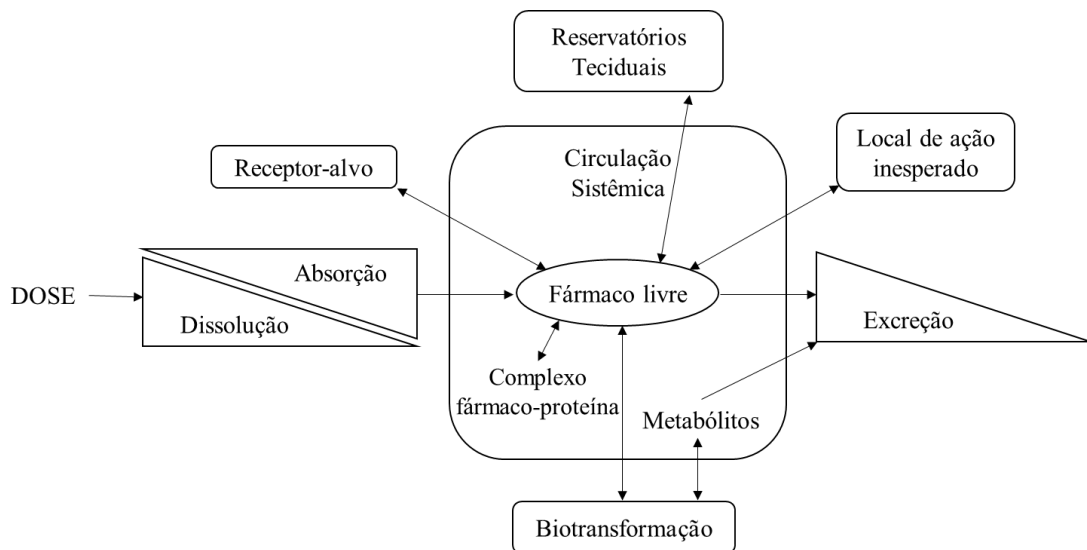 Reservatórios
Teciduais
Local de ação
inesperado
Receptor-alvo
Circulação
Sistêmica
Absorção
DOSE
Dissolução
Fármaco livre
Excreção
Complexo
fármaco-proteína
Metabólitos
Biotransformação